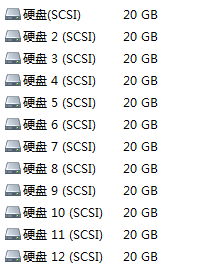 硬盘(SCSI) 20 GB
硬盘 2 (SCSI) 20 GB
硬盘 3 (SCSI) 20 GB
硬盘 4 (SCSI) 20 GB
硬盘 5 (SCSI) 20 GB
硬盘 6 (SCSI) 20 GB
硬盘 7 (SCSI) 20 GB
硬盘 8 (SCSI) 20 GB
硬盘 9 (SCSI) 20 GB
硬盘 10 (SCSI) 20 GB
硬盘 11 (SCSI) 20 GB
硬盘 12 (SCSI) 20 GB